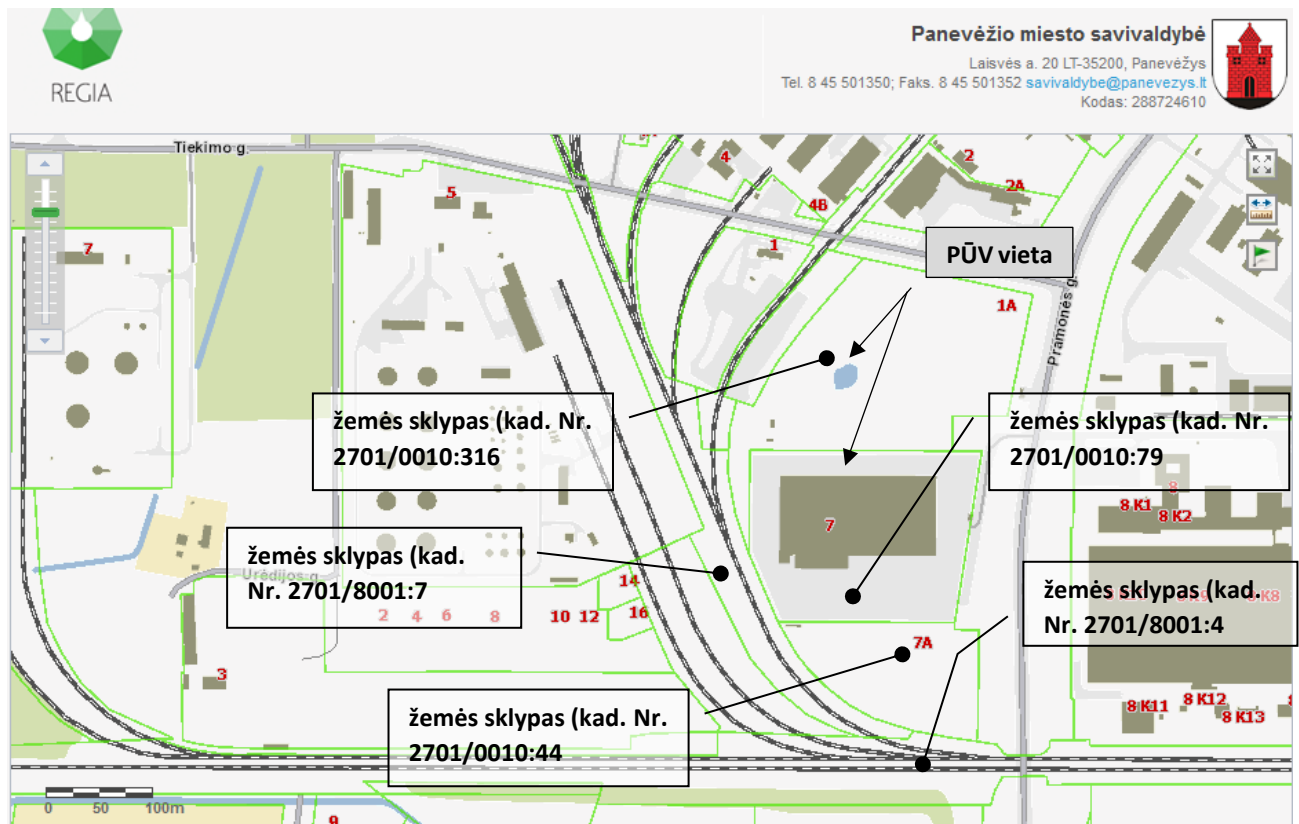 REGIA
Panevėžio miesto savivaldybė
Laisvės a. 20 LT-35200, Panevėžys
Tel. 8 45 501350; Faks. 8 45 501352 savivaldybe@panevezys.lt
Kodas: 288724610
Tiekimo g.
4
2
5
4B
2A
7
1
PŪV vieta
1A
Pramonės g.
žemės sklypas (kad. Nr.
2701/0010:316
žemės sklypas (kad. Nr.
2701/0010:79
8
8 K1
8 K2
7
žemės sklypas (kad.
Nr. 2701/8001:7
Urėdijos g.
žemės sklypas (kad.
Nr. 2701/8001:4
8 K9
8 K8
14
2 4 6 8 10 12 16
7A
3
žemės sklypas (kad. Nr.
2701/0010:44
8 K11
8 K12
8 K13
0 50 100m
9